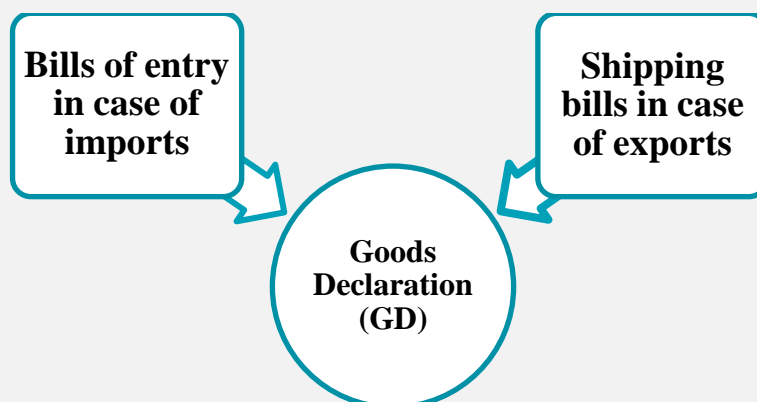 Bills of entry
in case of
imports
Shipping
bills in case
of exports
Goods
Declaration
(GD)